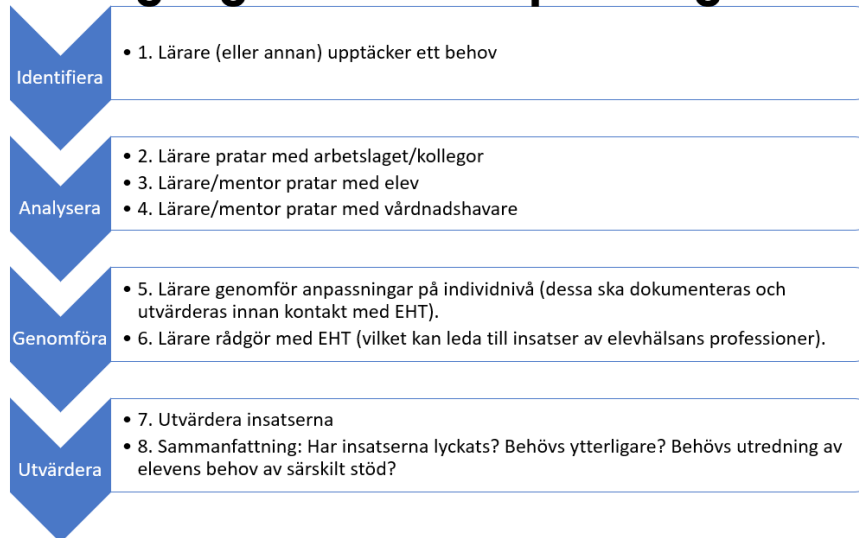 Identifiera
• 1. Lärare (eller annan) upptäcker ett behov
Analysera
• 2. Lärare pratar med arbetslaget/kollegor
• 3. Lärare/mentor pratar med elev
• 4. Lärare/mentor pratar med vårdnadshavare
Genomföra
• 5. Lärare genomför anpassningar på individnivå (dessa ska dokumenteras och
utvärderas innan kontakt med EHT).
• 6. Lärare rådgör med EHT (vilket kan leda till insatser av elevhälsans professioner).
Utvärdera
• 7. Utvärdera insatserna
• 8. Sammanfattning: Har insatserna lyckats? Behövs ytterligare? Behövs utredning av
elevens behov av särskilt stöd?